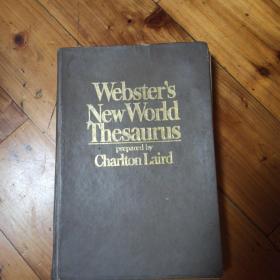 Webster's
New World
Thesaurus
prepared by
Charlton Laird